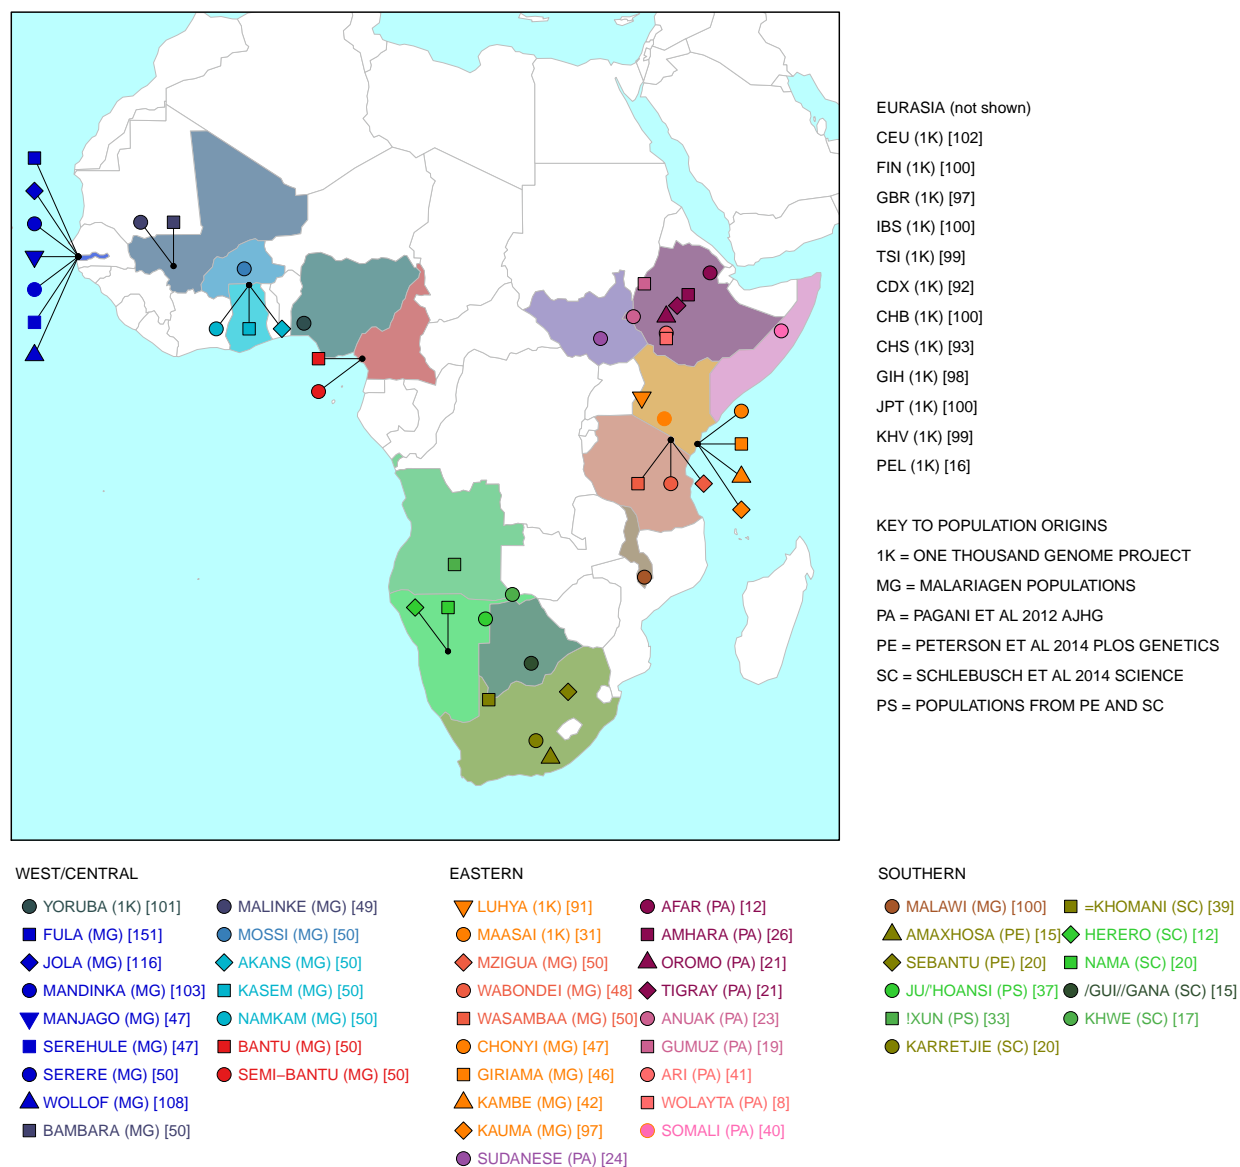 EURASIA (not shown)
CEU (1K) [102]
FIN (1K) [100]
GBR (1K) [97]
IBS (1K) [100]
TSI (1K) [99]
CDX (1K) [92]
CHB (1K) [100]
CHS (1K) [93]
GIH (1K) [98]
JPT (1K) [100]
KHV (1K) [99]
PEL (1K) [16]
KEY TO POPULATION ORIGINS
1K = ONE THOUSAND GENOME PROJECT
MG = MALARIAGEN POPULATIONS
PA = PAGANI ET AL 2012 AJHG
PE = PETERSON ET AL 2014 PLOS GENETICS
SC = SCHLEBUSCH ET AL 2014 SCIENCE
PS = POPULATIONS FROM PE AND SC
WEST/CENTRAL
YORUBA (1K) [101]
FULA (MG) [151]
JOLA (MG) [116]
MANDINKA (MG) [103]
MANJAGO (MG) [47]
SEREHULE (MG) [47]
SERERE (MG) [50]
WOLLOF (MG) [108]
BAMBARA (MG) [50]
MALINKE (MG) [49]
MOSSI (MG) [50]
AKANS (MG) [50]
KASEM (MG) [50]
NAMKAM (MG) [50]
BANTU (MG) [50]
SEMI−BANTU (MG) [50]
EASTERN
LUHYA (1K) [91]
MAASAI (1K) [31]
MZIGUA (MG) [50]
WABONDEI (MG) [48]
WASAMBAA (MG) [50]
CHONYI (MG) [47]
GIRIAMA (MG) [46]
KAMBE (MG) [42]
KAUMA (MG) [97]
SUDANESE (PA) [24]
AFAR (PA) [12]
AMHARA (PA) [26]
OROMO (PA) [21]
TIGRAY (PA) [21]
ANUAK (PA) [23]
GUMUZ (PA) [19]
ARI (PA) [41]
WOLAYTA (PA) [8]
SOMALI (PA) [40]
SOUTHERN
MALAWI (MG) [100]
AMAXHOSA (PE) [15]
SEBANTU (PE) [20]
JU/'HOANSI (PS) [37]
!XUN (PS) [33]
KARRETJIE (SC) [20]
=KHOMANI (SC) [39]
HERERO (SC) [12]
NAMA (SC) [20]
/GUI//GANA (SC) [15]
KHWE (SC) [17]